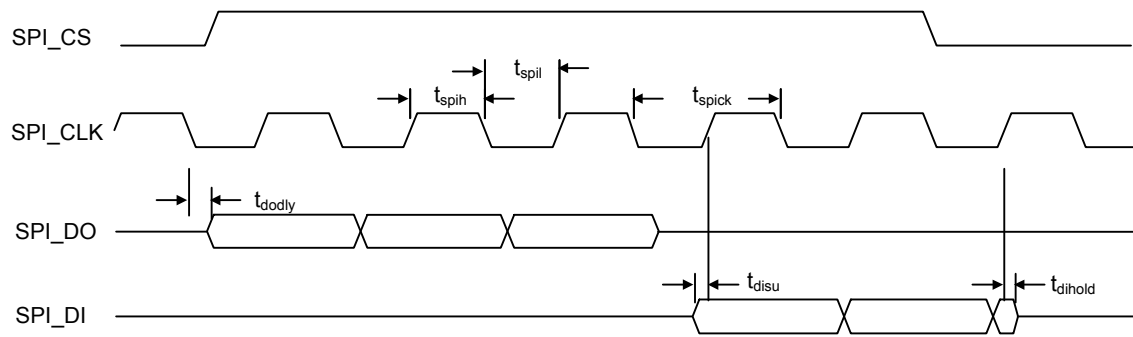 SPI_CS
t_spil
t_spih
t_spick
SPI_CLK
t_dodly
SPI_DO
t_disu
t_dihold
SPI_DI